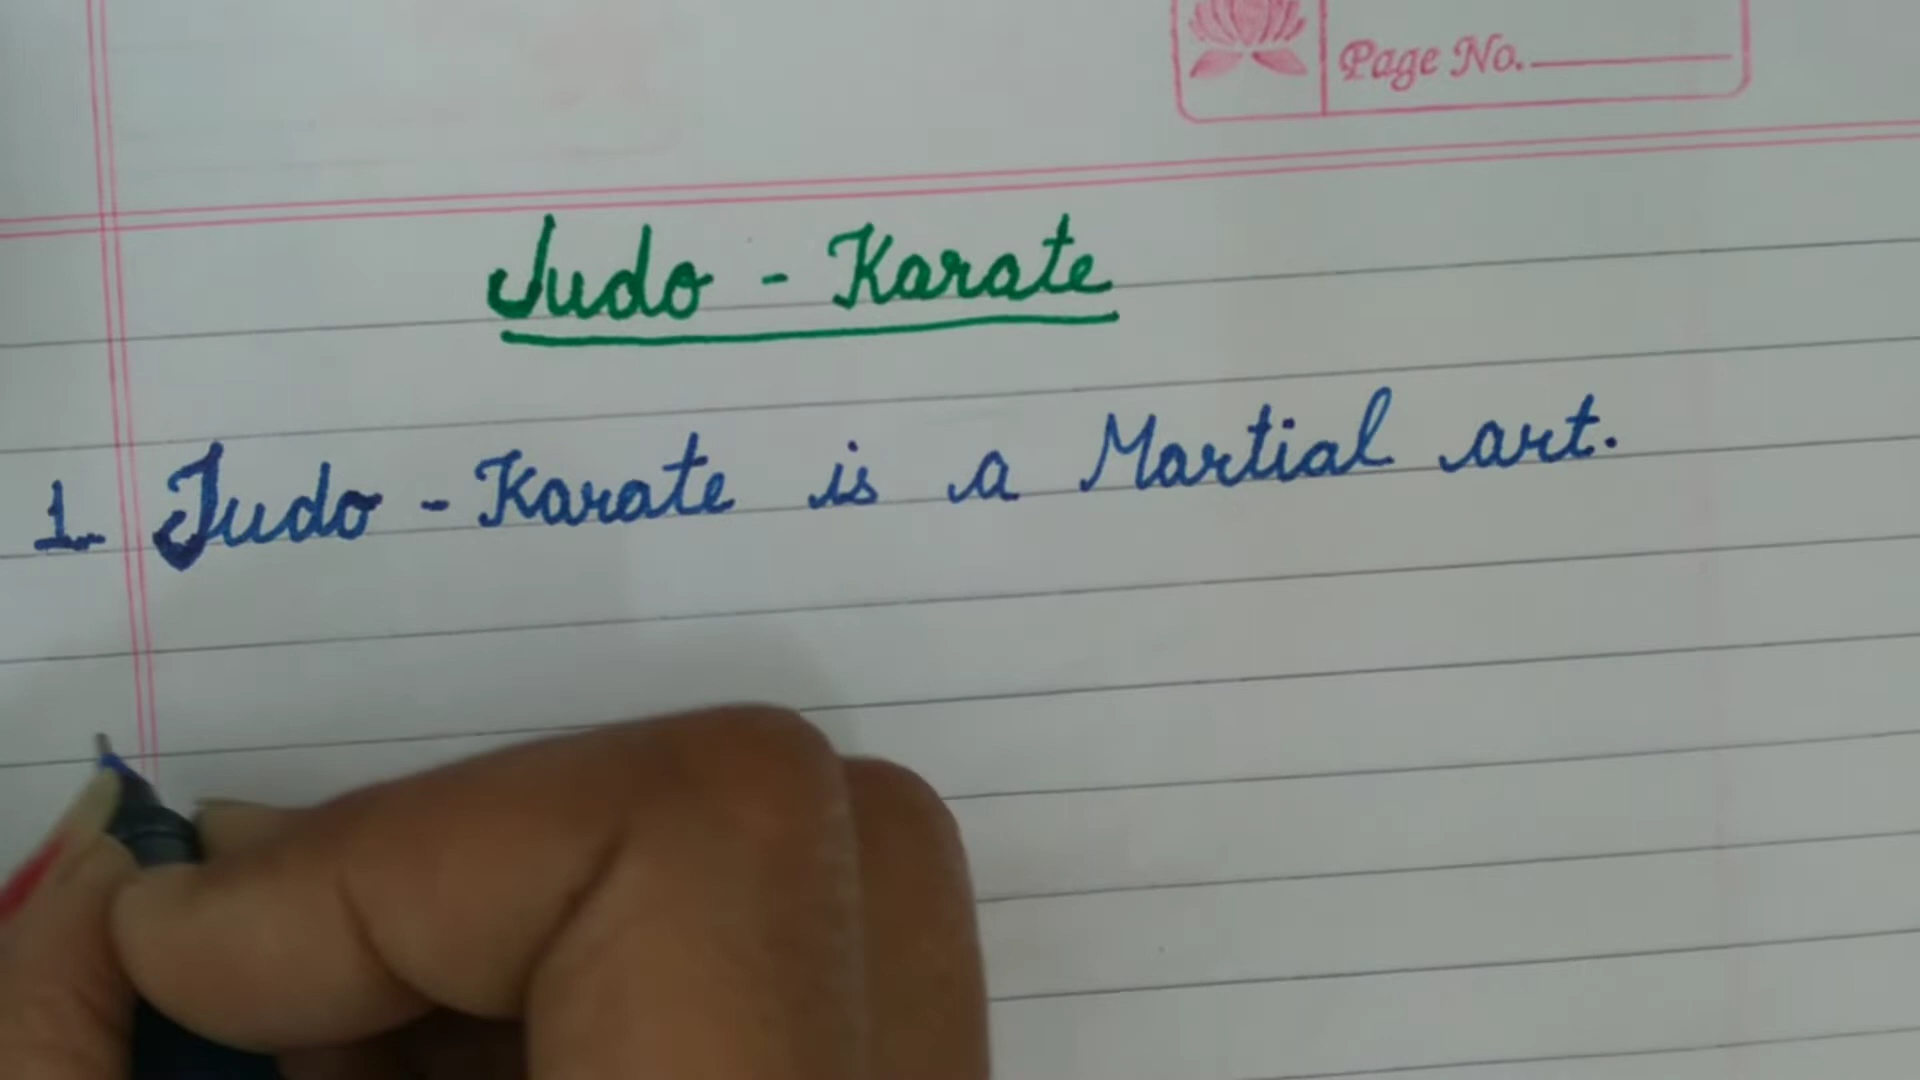 Page No.
Judo - Karate
1. Judo - Karate is a Martial art.